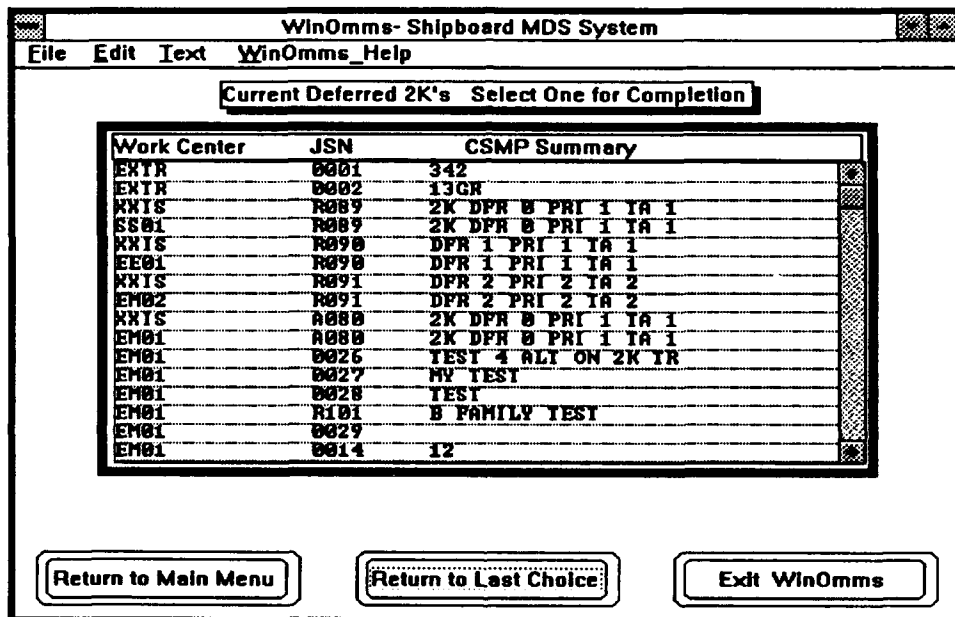 WinOmms- Shipboard MDS System
File Edit Text WinOmms_Help
Current Deferred 2K's Select One for Completion
Work Center JSN CSMP Summary
EXTR 0001 342
EXTR 0002 13GR
XXIS R089 2K DFR 0 PRI 1 TA 1
SS01 R089 2K DFR 0 PRI 1 TA 1
XXIS R090 DFR 1 PRI 1 TA 1
EE01 R090 DFR 1 PRI 1 TA 1
XXIS R091 DFR 2 PRI 2 TA 2
EM02 R091 DFR 2 PRI 2 TA 2
XXIS A080 2K DFR 0 PRI 1 TA 1
EM01 A080 2K DFR 0 PRI 1 TA 1
EM01 0026 TEST 4 ALT ON 2K TR
EM01 0027 MY TEST
EM01 0028 TEST
EM01 R101 B FAMILY TEST
EM01 0029
EM01 0014 12
Return to Main Menu Return to Last Choice Exit WinOmms